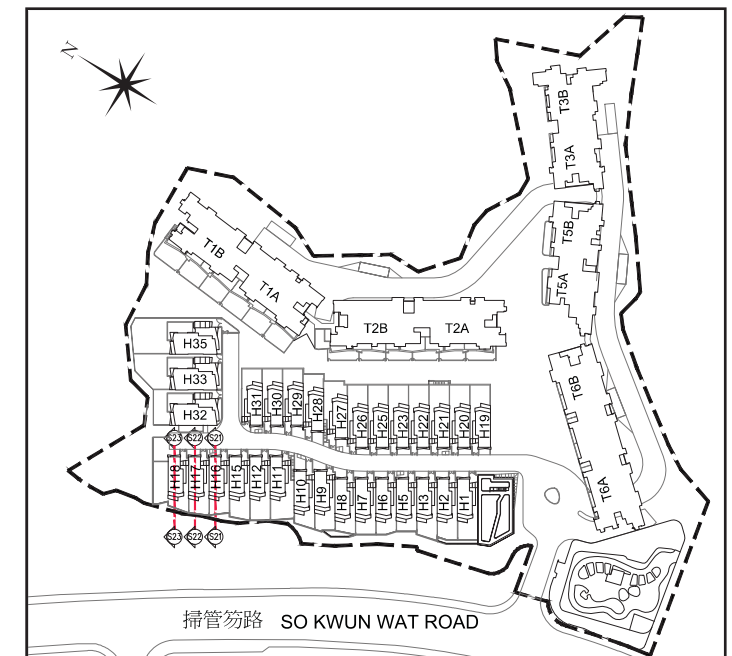 N
T3B
T3A
T5B
T5A
T1B
T1A
T2B
T2A
T6B
T6A
H35
H33
H32
H31
H30
H29
H28
H27
H26
H25
H23
H22
H21
H20
H19
S23
S22
S21
H18
H17
H16
H15
H12
H11
H10
H9
H8
H7
H6
H5
H3
H2
H1
S23
S22
S21
掃管笏路 SO KWUN WAT ROAD